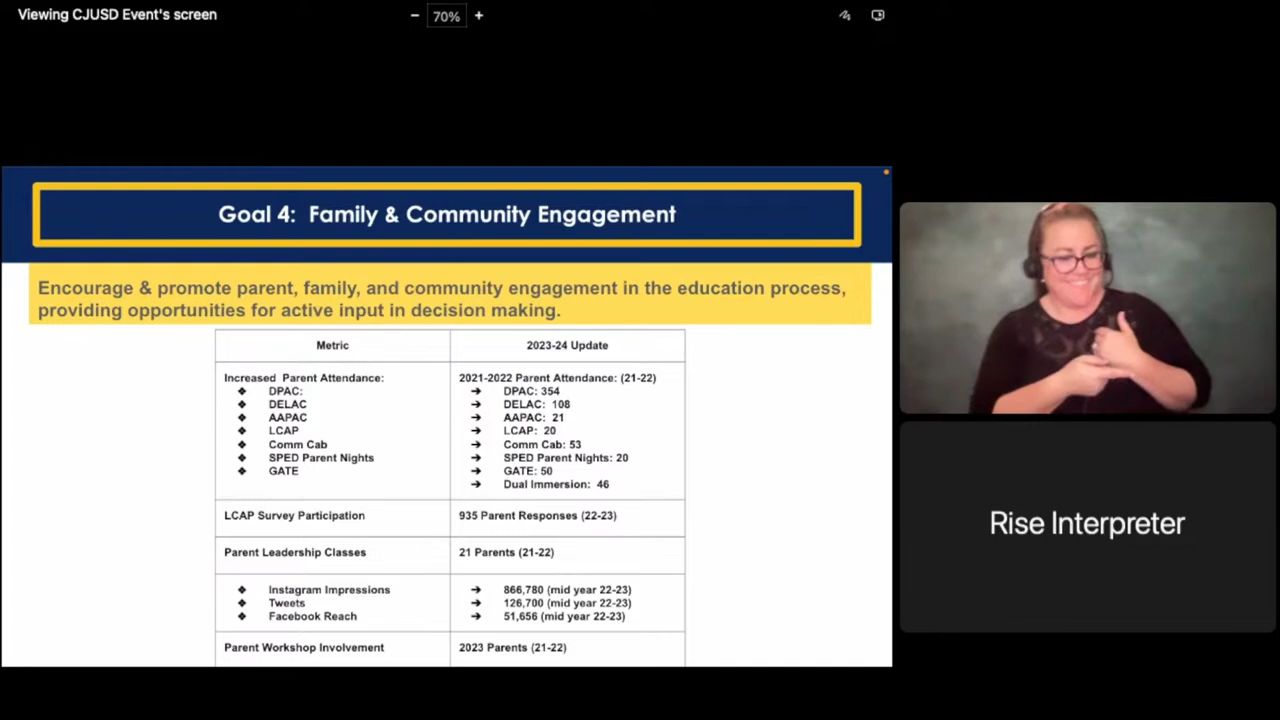 Viewing CJUSD Event's screen
− 70% +
Goal 4: Family & Community Engagement
Encourage & promote parent, family, and community engagement in the education process,
providing opportunities for active input in decision making.
Metric
2023-24 Update
Increased Parent Attendance:
❖ DPAC:
❖ DELAC
❖ AAPAC
❖ LCAP
❖ Comm Cab
❖ SPED Parent Nights
❖ GATE
2021-2022 Parent Attendance: (21-22)
➔ DPAC: 354
➔ DELAC: 108
➔ AAPAC: 21
➔ LCAP: 20
➔ Comm Cab: 53
➔ SPED Parent Nights: 20
➔ GATE: 50
➔ Dual Immersion: 46
LCAP Survey Participation
935 Parent Responses (22-23)
Parent Leadership Classes
21 Parents (21-22)
❖ Instagram Impressions
❖ Tweets
❖ Facebook Reach
➔ 866,780 (mid year 22-23)
➔ 126,700 (mid year 22-23)
➔ 51,656 (mid year 22-23)
Parent Workshop Involvement
2023 Parents (21-22)
Rise Interpreter